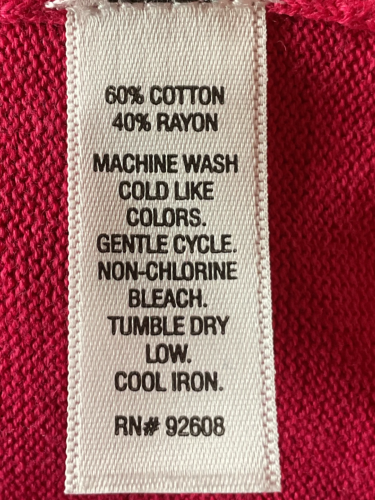 60% COTTON
40% RAYON
MACHINE WASH
COLD LIKE
COLORS.
GENTLE CYCLE.
NON-CHLORINE
BLEACH.
TUMBLE DRY
LOW.
COOL IRON.
RN# 92608